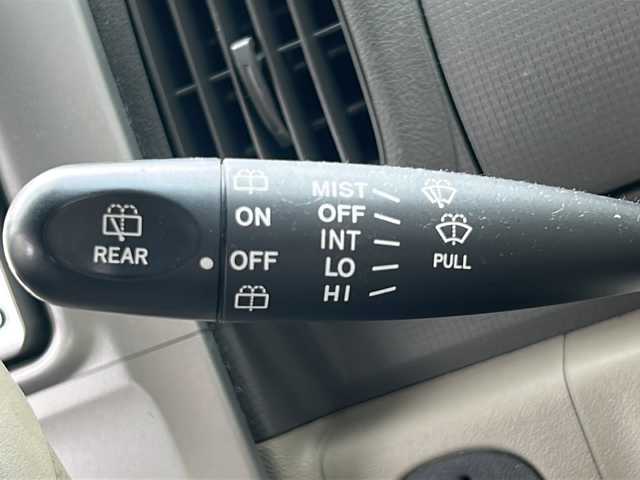 REAR
ON
OFF
MIST
OFF
INT
LO
HI
PULL